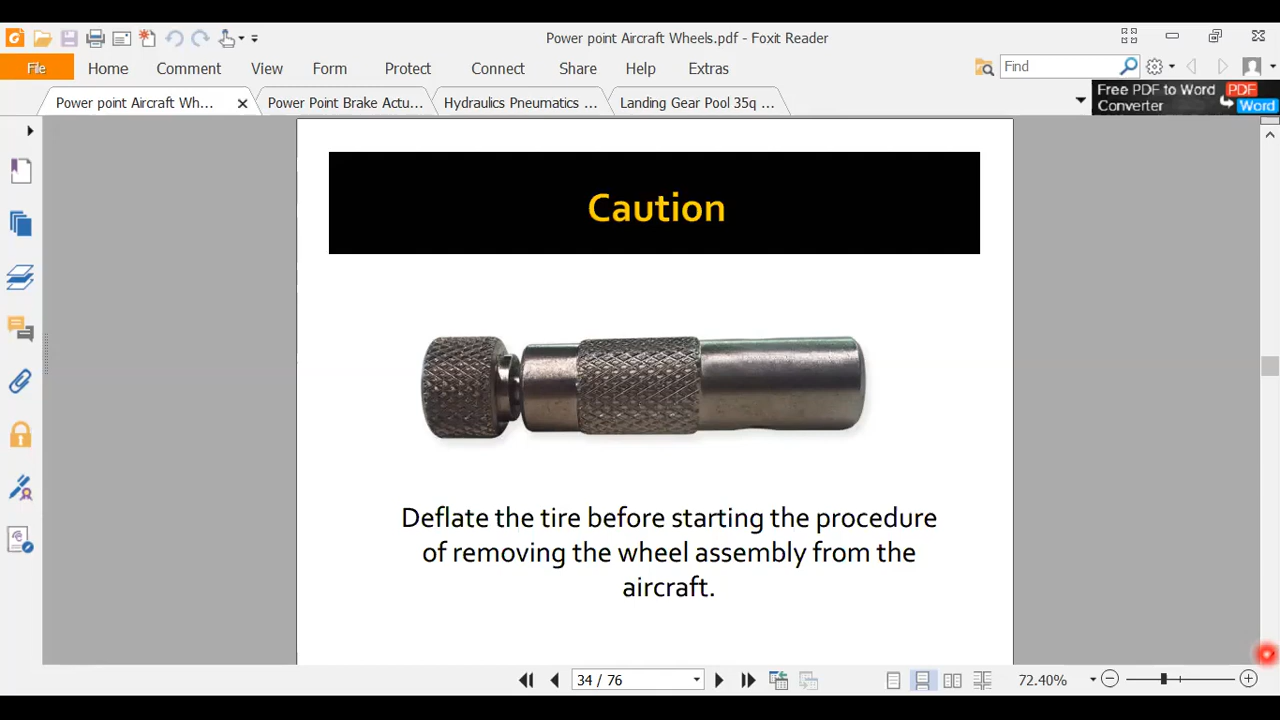 Power point Aircraft Wheels.pdf - Foxit Reader
File Home Comment View Form Protect Connect Share Help Extras Find
Power point Aircraft Wh... Power Point Brake Actu... Hydraulics Pneumatics ... Landing Gear Pool 35q ...
Free PDF to Word PDF
Converter Word
Caution
Deflate the tire before starting the procedure
of removing the wheel assembly from the
aircraft.
34 / 76 72.40%